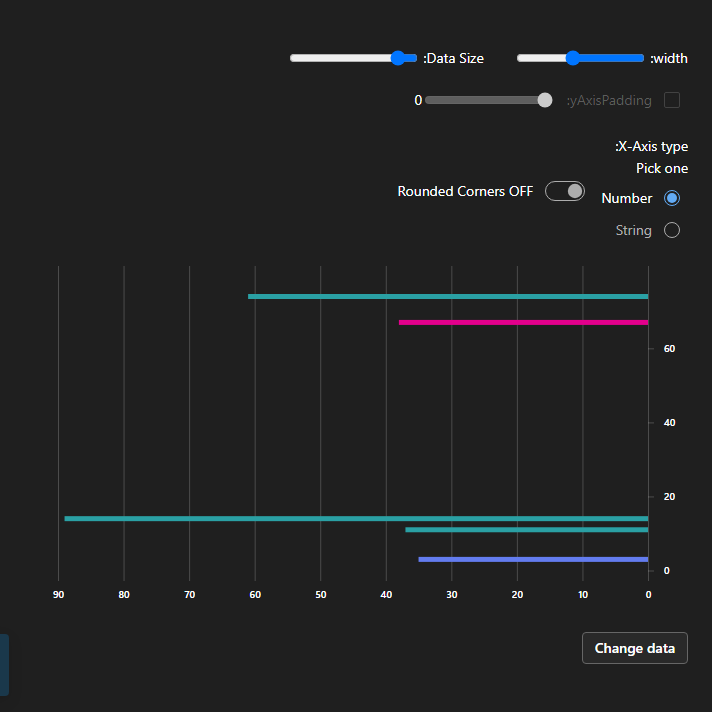 :width
:Data Size
:yAxisPadding
0
:X-Axis type
Pick one
Number
String
Rounded Corners OFF
60
40
20
0
90 80 70 60 50 40 30 20 10 0
Change data